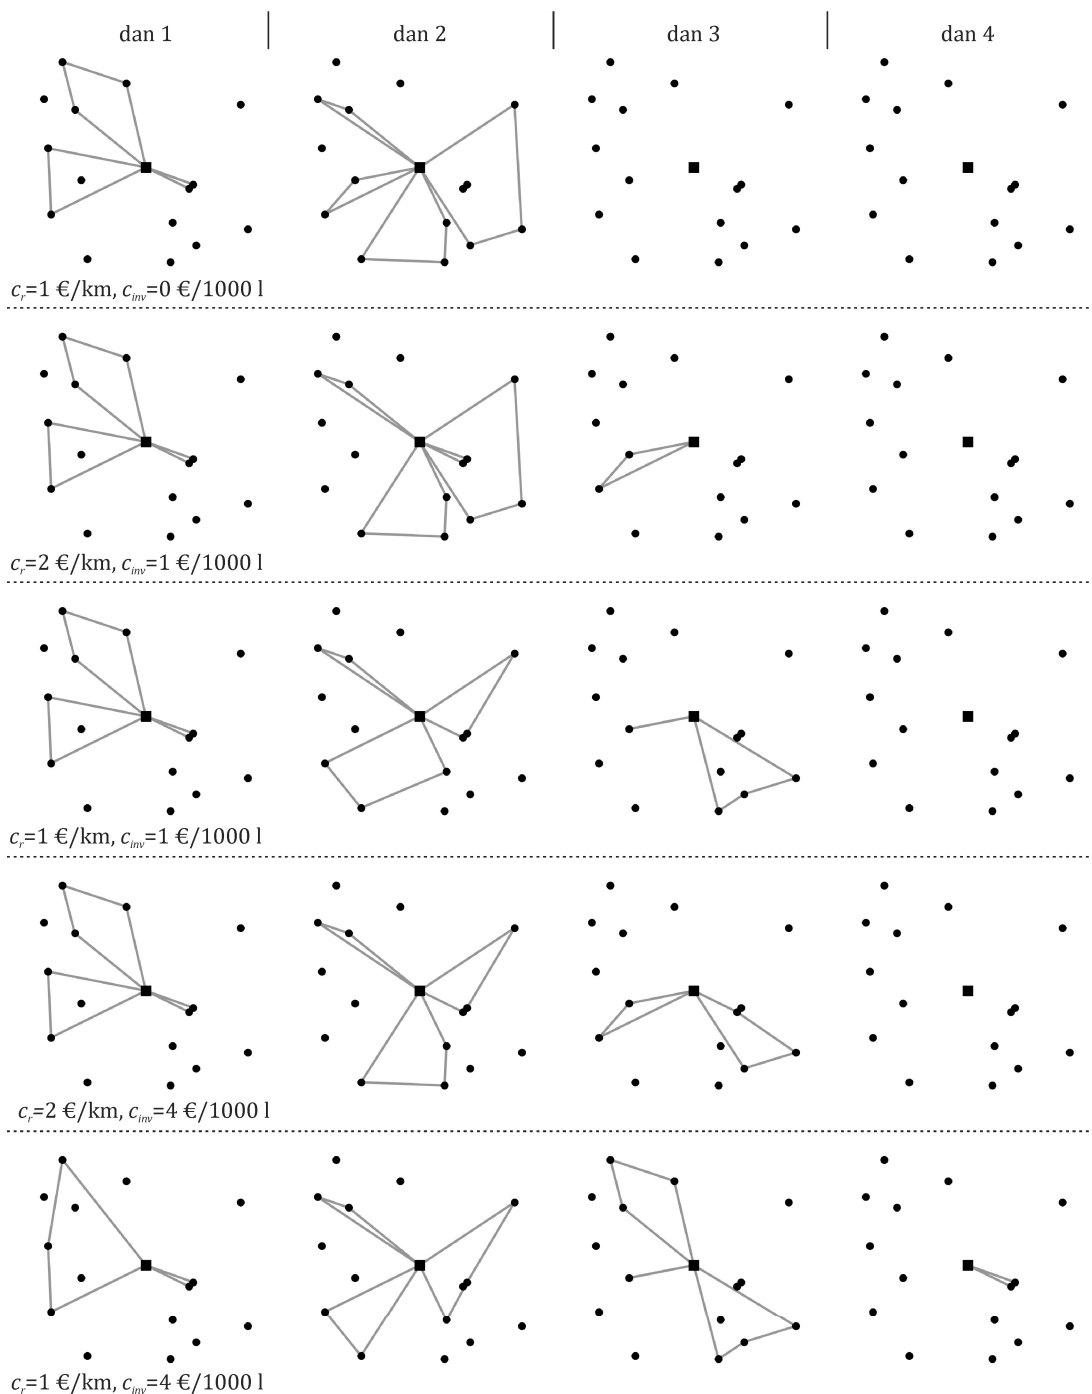 dan 1 dan 2 dan 3 dan 4
c_r=1 €/km, c_inv=0 €/1000 l
c_r=2 €/km, c_inv=1 €/1000 l
c_r=1 €/km, c_inv=1 €/1000 l
c_r=2 €/km, c_inv=4 €/1000 l
c_r=1 €/km, c_inv=4 €/1000 l